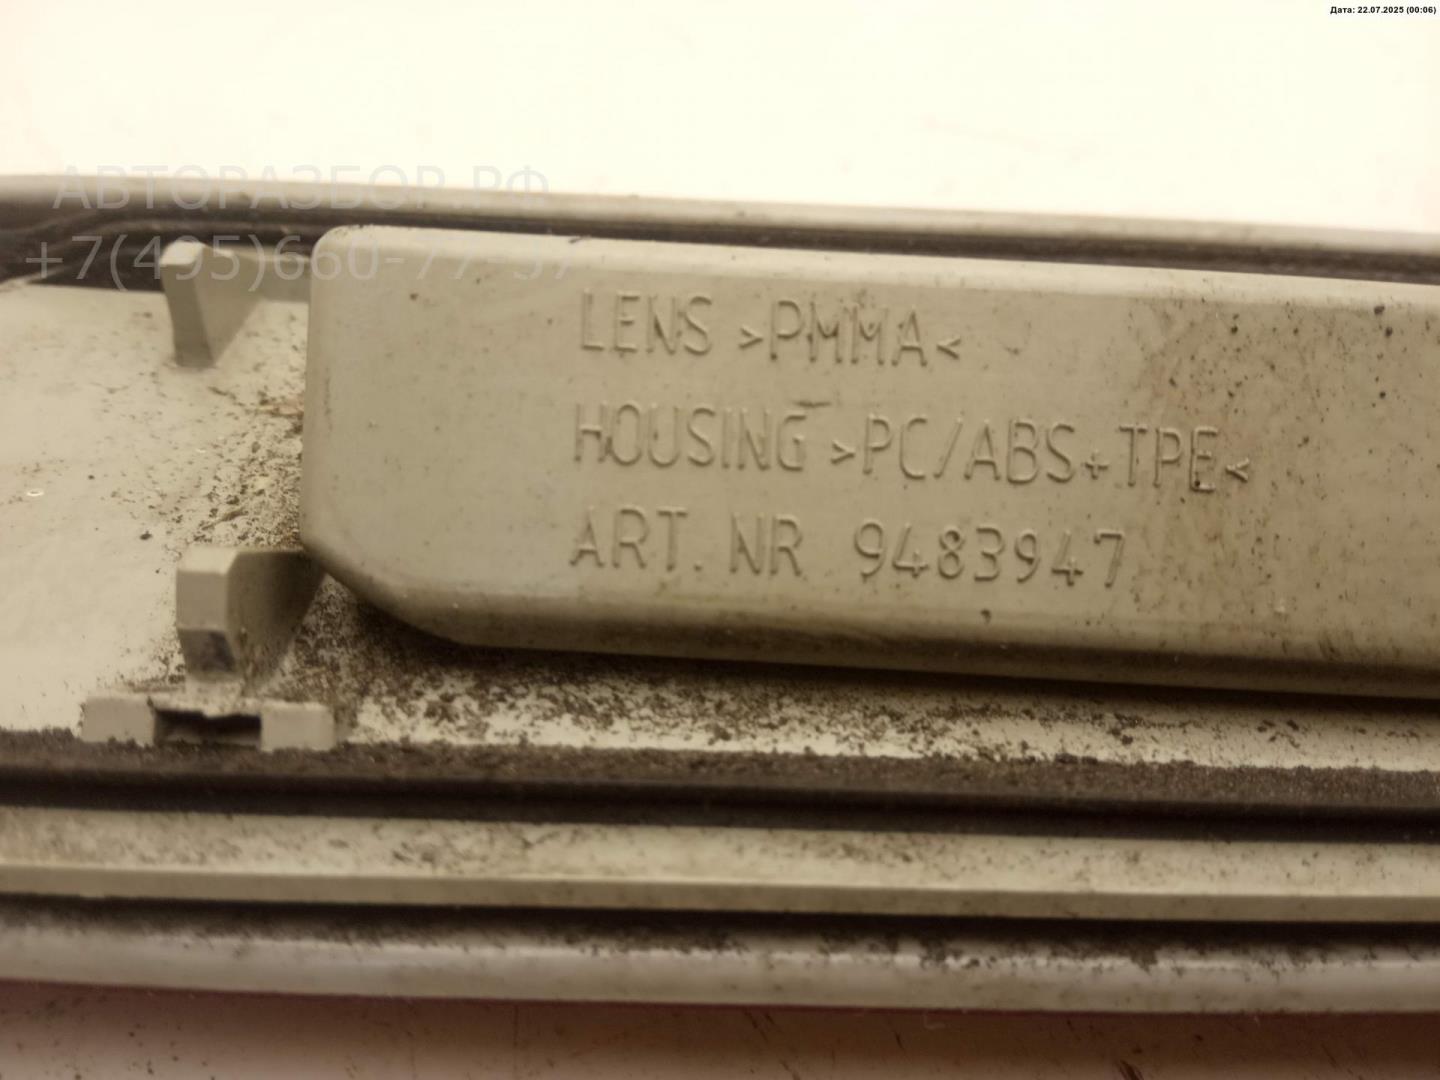 Дата: 22.07.2025 (00:06)
АВТОРАЗБОР.РФ
+7(495)660-77-57
LENS >PMMA<
HOUSING >PC/ABS+TPE<
ART. NR 9483947